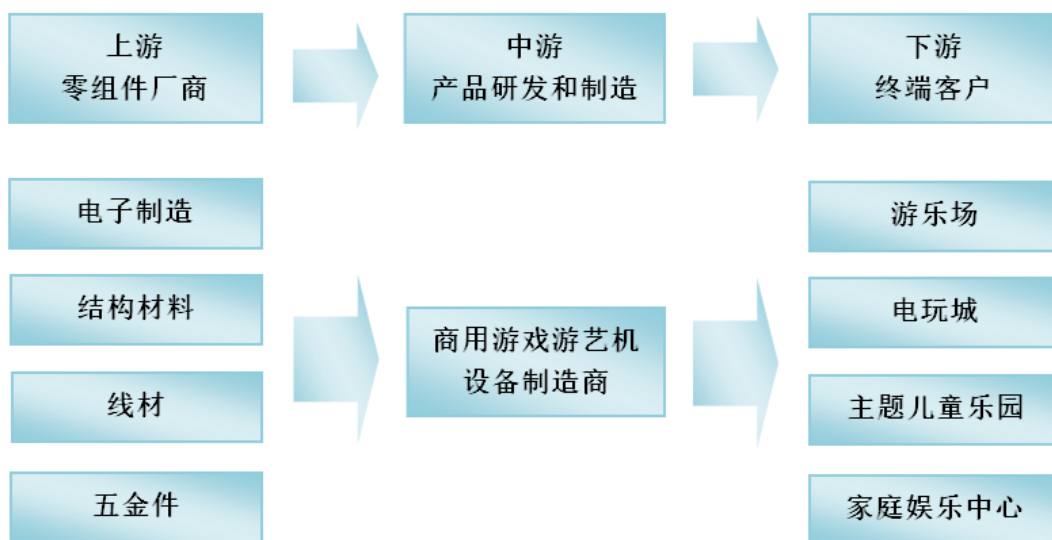 上游
零组件厂商
中游
产品研发和制造
下游
终端客户
电子制造
结构材料
线材
五金件
商用游戏游艺机
设备制造商
游乐场
电玩城
主题儿童乐园
家庭娱乐中心